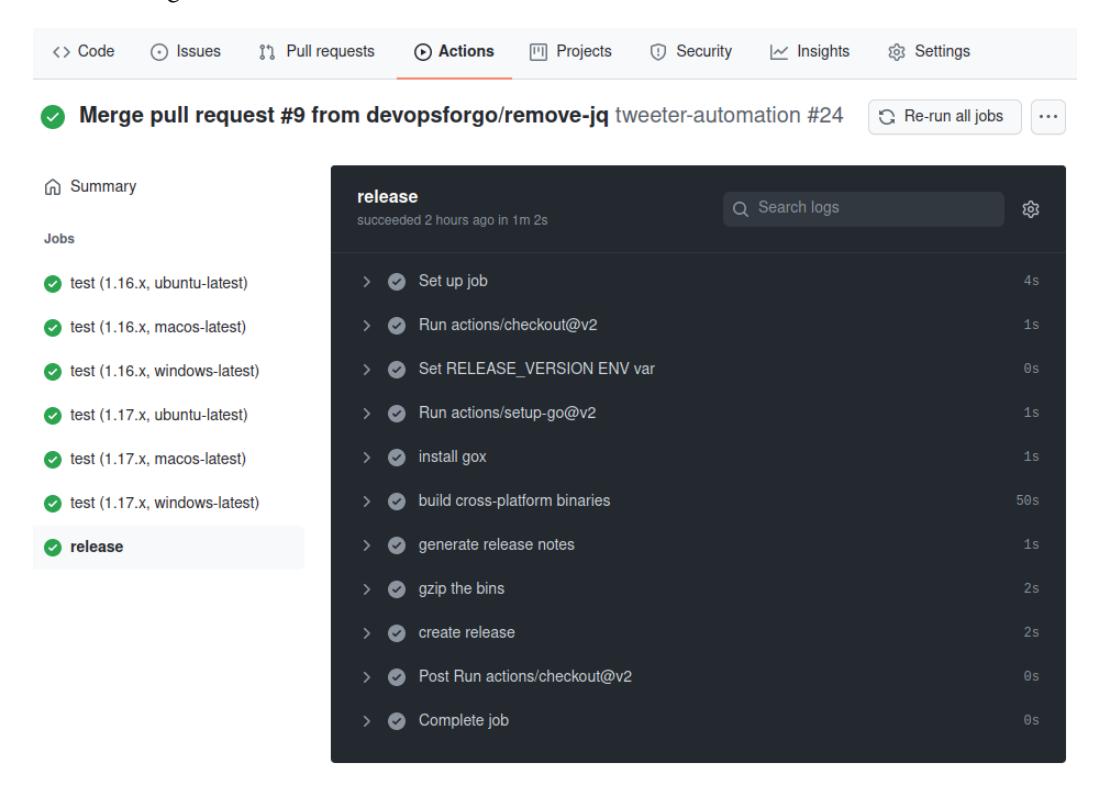 Code Issues Pull requests Actions Projects Security Insights Settings
Merge pull request #9 from devopsforgo/remove-jq tweeter-automation #24 Re-run all jobs ...
Summary
Jobs
test (1.16.x, ubuntu-latest)
test (1.16.x, macos-latest)
test (1.16.x, windows-latest)
test (1.17.x, ubuntu-latest)
test (1.17.x, macos-latest)
test (1.17.x, windows-latest)
release
release
succeeded 2 hours ago in 1m 2s
Search logs
Set up job 4s
Run actions/checkout@v2 1s
Set RELEASE_VERSION ENV var 0s
Run actions/setup-go@v2 1s
install gox 1s
build cross-platform binaries 50s
generate release notes 1s
gzip the bins 2s
create release 2s
Post Run actions/checkout@v2 0s
Complete job 0s